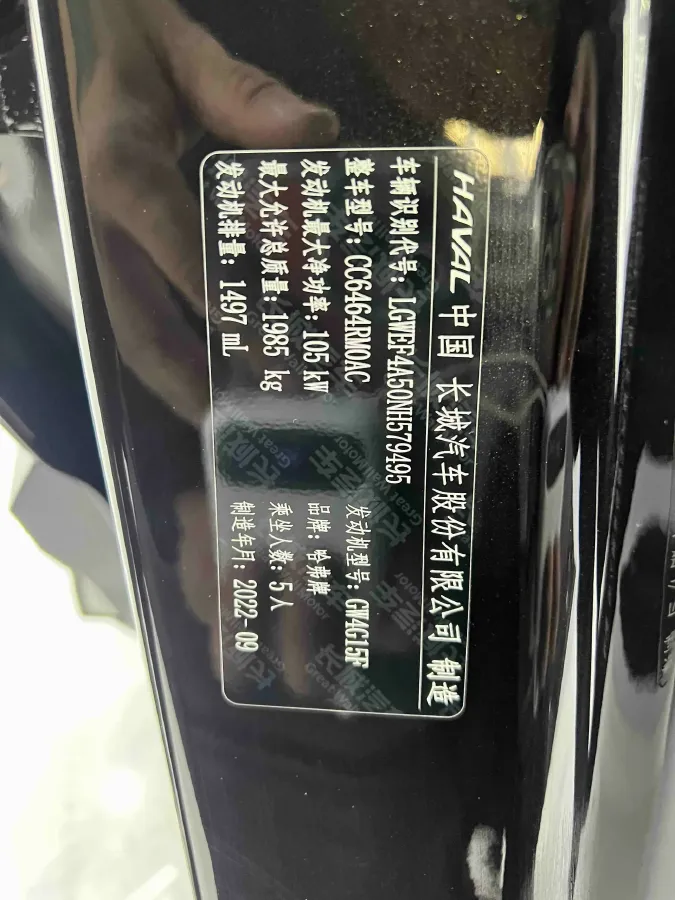 HAVAL 中国 长城汽车股份有限公司 制造
车辆识别代号: LGWEF4A50NH579495
整车型号: CC6464RM0AC 发动机型号: GW4G15F
发动机最大净功率: 105 kW 品牌: 哈弗牌
最大允许总质量: 1985 kg 乘坐人数: 5人
发动机排量: 1497 mL 制造年月: 2022-09